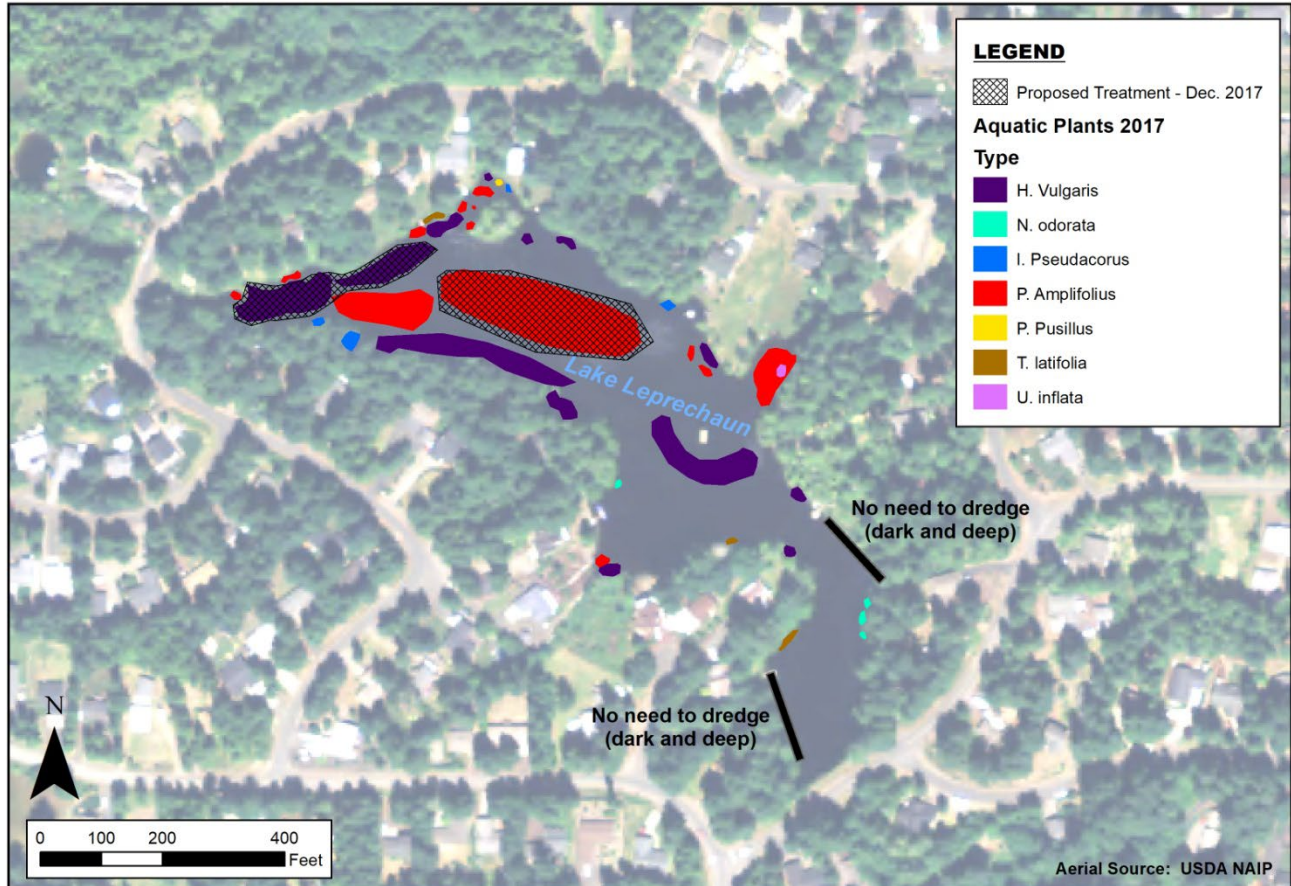 LEGEND
Proposed Treatment - Dec. 2017
Aquatic Plants 2017
Type
H. Vulgaris
N. odorata
I. Pseudacorus
P. Amplifolius
P. Pusillus
T. latifolia
U. inflata
Lake Leprechaun
No need to dredge
(dark and deep)
No need to dredge
(dark and deep)
N
0 100 200 400
Feet
Aerial Source: USDA NAIP